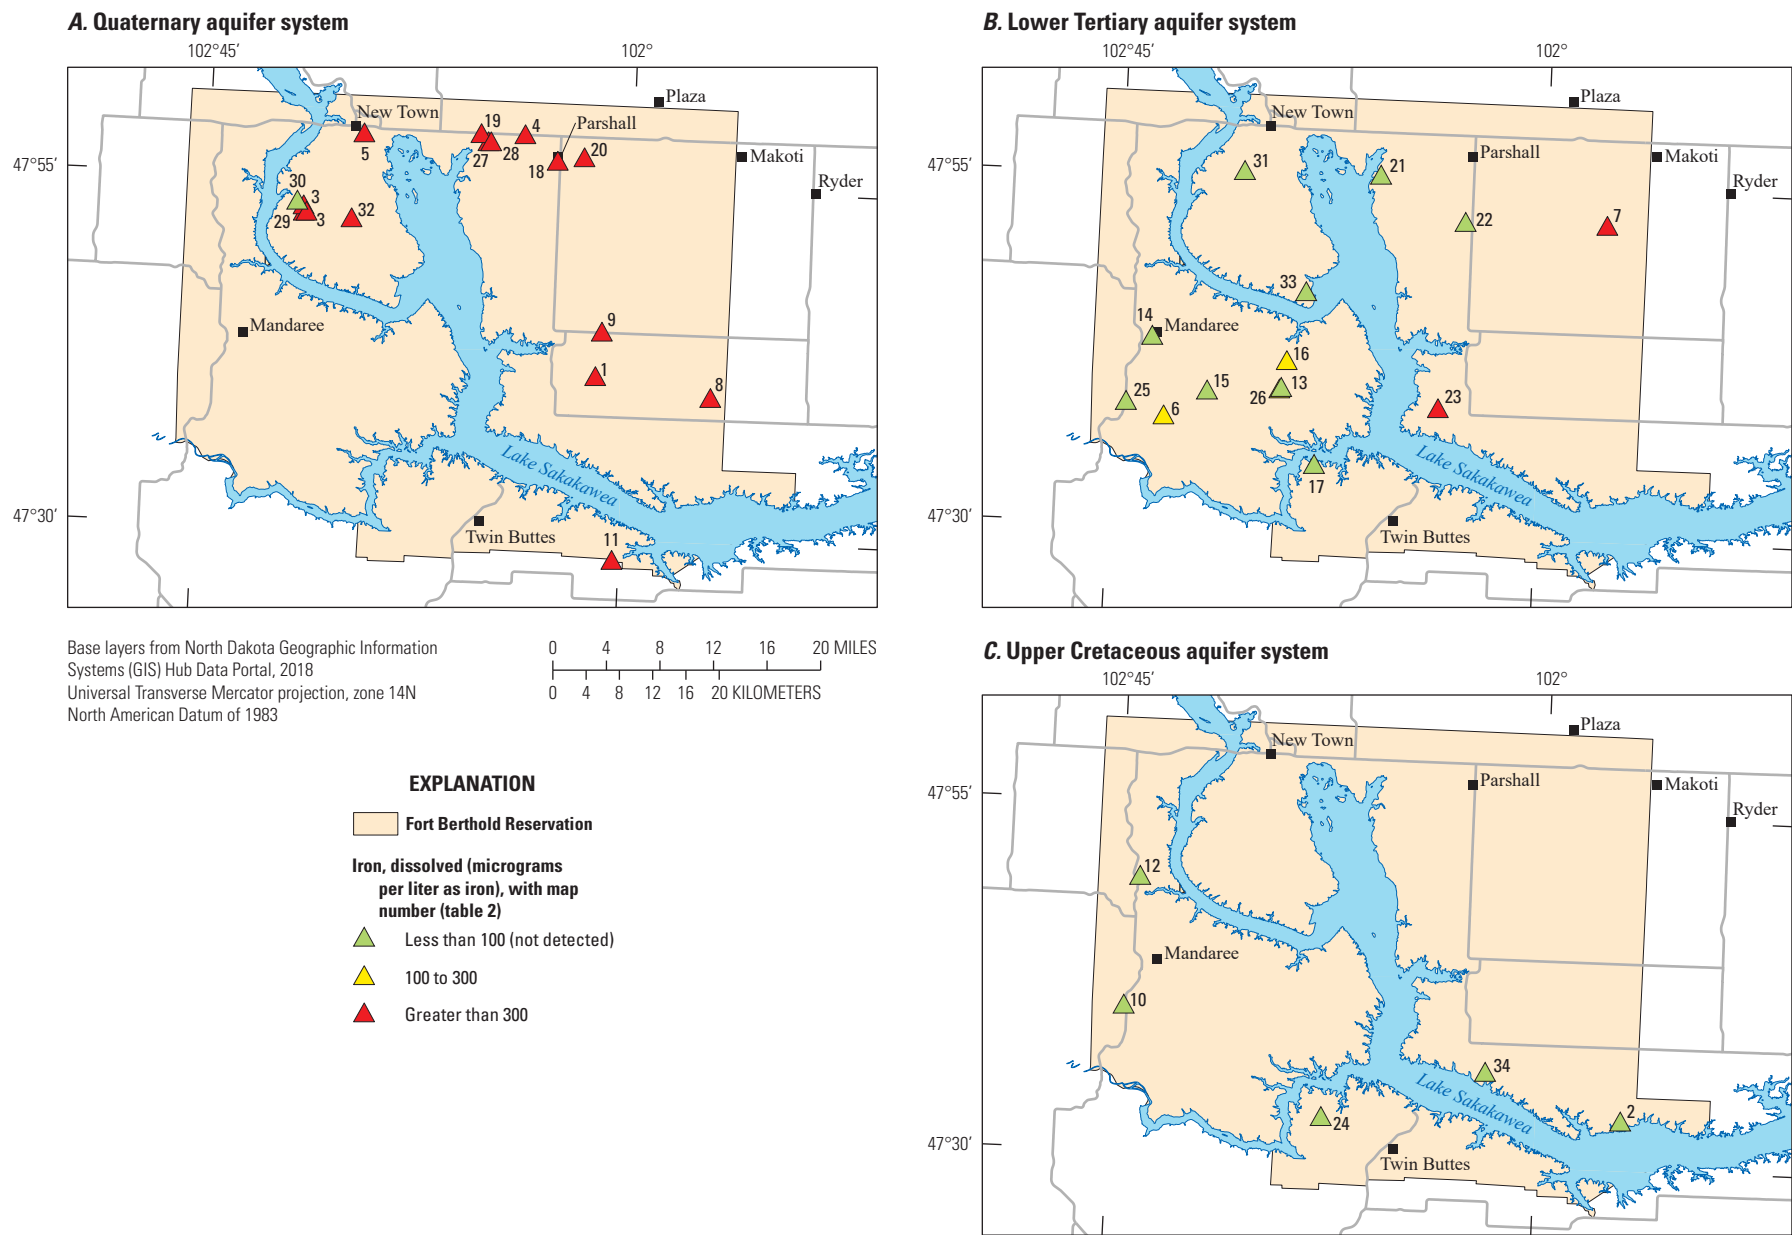 A. Quaternary aquifer system
102°45′
102°
47°55′
47°30′
Plaza
New Town
Parshall
Makoti
Ryder
Mandaree
Twin Buttes
Lake Sakakawea
5
19
27
28
4
18
20
30
3
29
3
32
9
1
8
11
Base layers from North Dakota Geographic Information
Systems (GIS) Hub Data Portal, 2018
Universal Transverse Mercator projection, zone 14N
North American Datum of 1983
0 4 8 12 16 20 MILES
0 4 8 12 16 20 KILOMETERS
EXPLANATION
Fort Berthold Reservation
Iron, dissolved (micrograms
per liter as iron), with map
number (table 2)
Less than 100 (not detected)
100 to 300
Greater than 300
B. Lower Tertiary aquifer system
102°45′
102°
47°55′
47°30′
Plaza
New Town
Parshall
Makoti
Ryder
Mandaree
Twin Buttes
Lake Sakakawea
31
21
22
7
33
14
16
15
13
26
25
6
23
17
C. Upper Cretaceous aquifer system
102°45′
102°
47°55′
47°30′
Plaza
New Town
Parshall
Makoti
Ryder
Mandaree
Twin Buttes
Lake Sakakawea
12
10
34
24
2